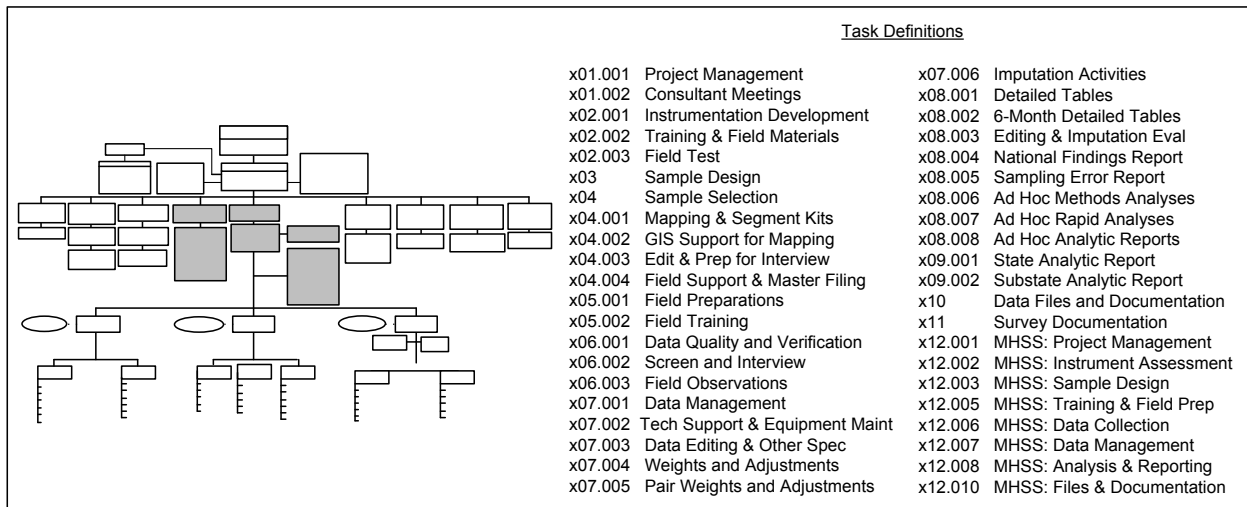 Task Definitions
x01.001 Project Management
x01.002 Consultant Meetings
x02.001 Instrumentation Development
x02.002 Training & Field Materials
x02.003 Field Test
x03 Sample Design
x04 Sample Selection
x04.001 Mapping & Segment Kits
x04.002 GIS Support for Mapping
x04.003 Edit & Prep for Interview
x04.004 Field Support & Master Filing
x05.001 Field Preparations
x05.002 Field Training
x06.001 Data Quality and Verification
x06.002 Screen and Interview
x06.003 Field Observations
x07.001 Data Management
x07.002 Tech Support & Equipment Maint
x07.003 Data Editing & Other Spec
x07.004 Weights and Adjustments
x07.005 Pair Weights and Adjustments
x07.006 Imputation Activities
x08.001 Detailed Tables
x08.002 6-Month Detailed Tables
x08.003 Editing & Imputation Eval
x08.004 National Findings Report
x08.005 Sampling Error Report
x08.006 Ad Hoc Methods Analyses
x08.007 Ad Hoc Rapid Analyses
x08.008 Ad Hoc Analytic Reports
x09.001 State Analytic Report
x09.002 Substate Analytic Report
x10 Data Files and Documentation
x11 Survey Documentation
x12.001 MHSS: Project Management
x12.002 MHSS: Instrument Assessment
x12.003 MHSS: Sample Design
x12.005 MHSS: Training & Field Prep
x12.006 MHSS: Data Collection
x12.007 MHSS: Data Management
x12.008 MHSS: Analysis & Reporting
x12.010 MHSS: Files & Documentation